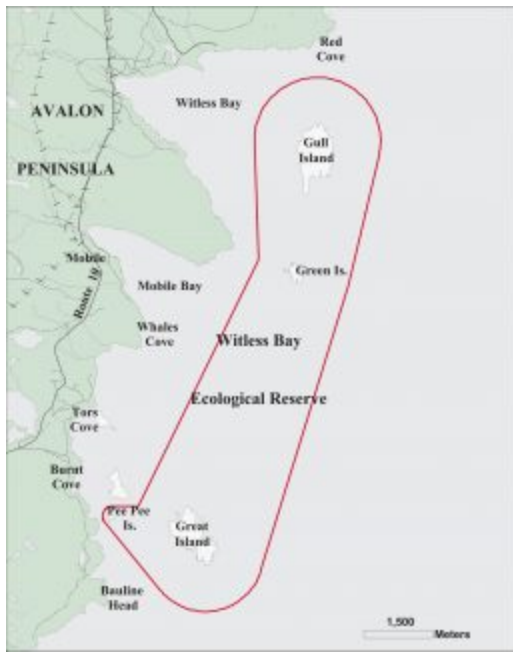 Red
Cove
Witless Bay
AVALON
Gull
Island
PENINSULA
Mobile
Green Is.
Route 10
Mobile Bay
Whales
Cove
Witless Bay
Ecological Reserve
Tors
Cove
Burnt
Cove
Pee Pee
Is.
Great
Island
Bauline
Head
1,500
Meters